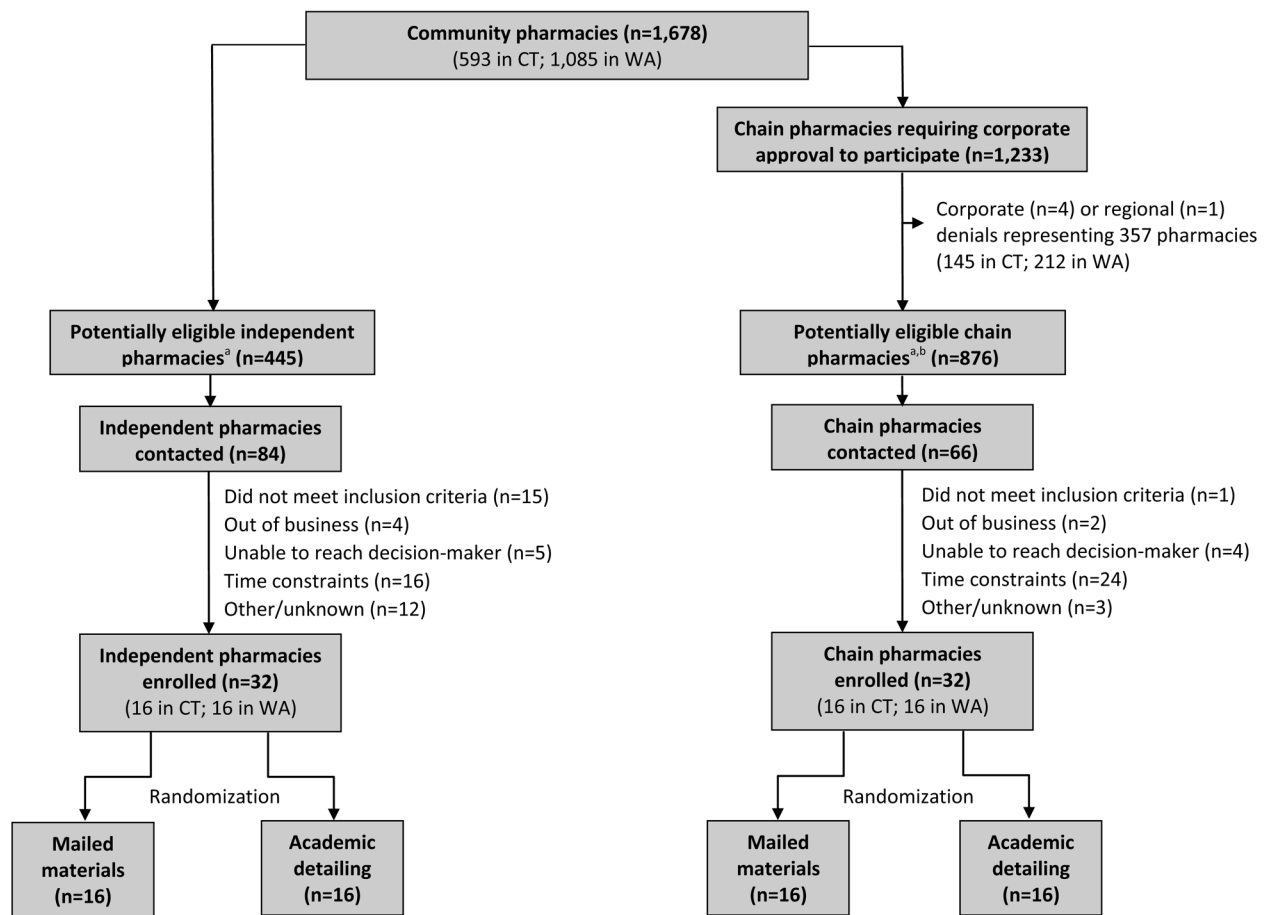 Community pharmacies (n=1,678)
(593 in CT; 1,085 in WA)
Chain pharmacies requiring corporate
approval to participate (n=1,233)
Corporate (n=4) or regional (n=1)
denials representing 357 pharmacies
(145 in CT; 212 in WA)
Potentially eligible independent
pharmaciesa (n=445)
Potentially eligible chain
pharmaciesa,b (n=876)
Independent pharmacies
contacted (n=84)
Chain pharmacies
contacted (n=66)
Did not meet inclusion criteria (n=15)
Out of business (n=4)
Unable to reach decision-maker (n=5)
Time constraints (n=16)
Other/unknown (n=12)
Did not meet inclusion criteria (n=1)
Out of business (n=2)
Unable to reach decision-maker (n=4)
Time constraints (n=24)
Other/unknown (n=3)
Independent pharmacies
enrolled (n=32)
(16 in CT; 16 in WA)
Chain pharmacies
enrolled (n=32)
(16 in CT; 16 in WA)
Randomization
Randomization
Mailed
materials
(n=16)
Academic
detailing
(n=16)
Mailed
materials
(n=16)
Academic
detailing
(n=16)